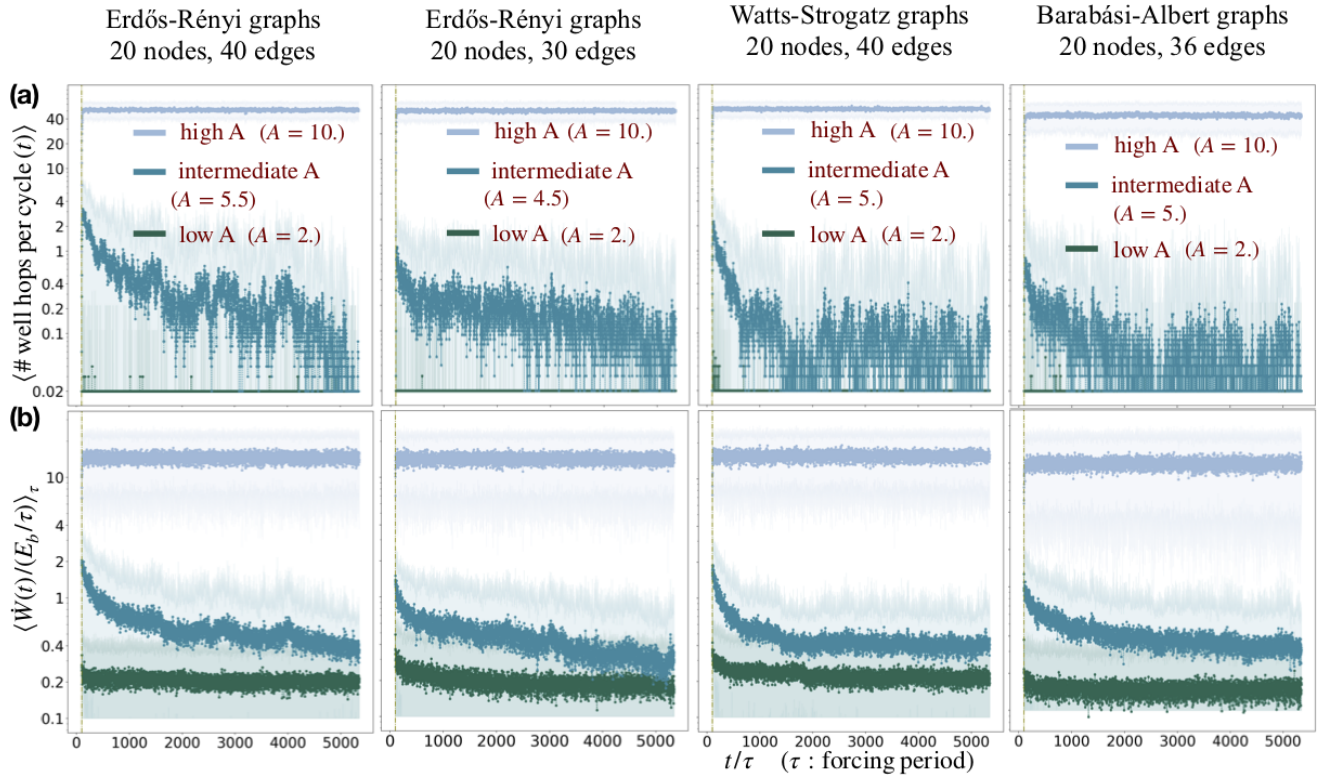 Erdős-Rényi graphs
20 nodes, 40 edges
Erdős-Rényi graphs
20 nodes, 30 edges
Watts-Strogatz graphs
20 nodes, 40 edges
Barabási-Albert graphs
20 nodes, 36 edges
(a)
⟨# well hops per cycle (t)⟩
40
20
10
4
2
1
0.4
0.2
0.1
0.02
high A (A = 10.)
intermediate A
(A = 5.5)
low A (A = 2.)
high A (A = 10.)
intermediate A
(A = 4.5)
low A (A = 2.)
high A (A = 10.)
intermediate A
(A = 5.)
low A (A = 2.)
high A (A = 10.)
intermediate A
(A = 5.)
low A (A = 2.)
(b)
⟨Ẇ(t)/(E_b/τ)⟩_τ
10
4
2
1
0.4
0.2
0.1
0 1000 2000 3000 4000 5000
0 1000 2000 3000 4000 5000
0 1000 2000 3000 4000 5000
0 1000 2000 3000 4000 5000
t/τ (τ : forcing period)